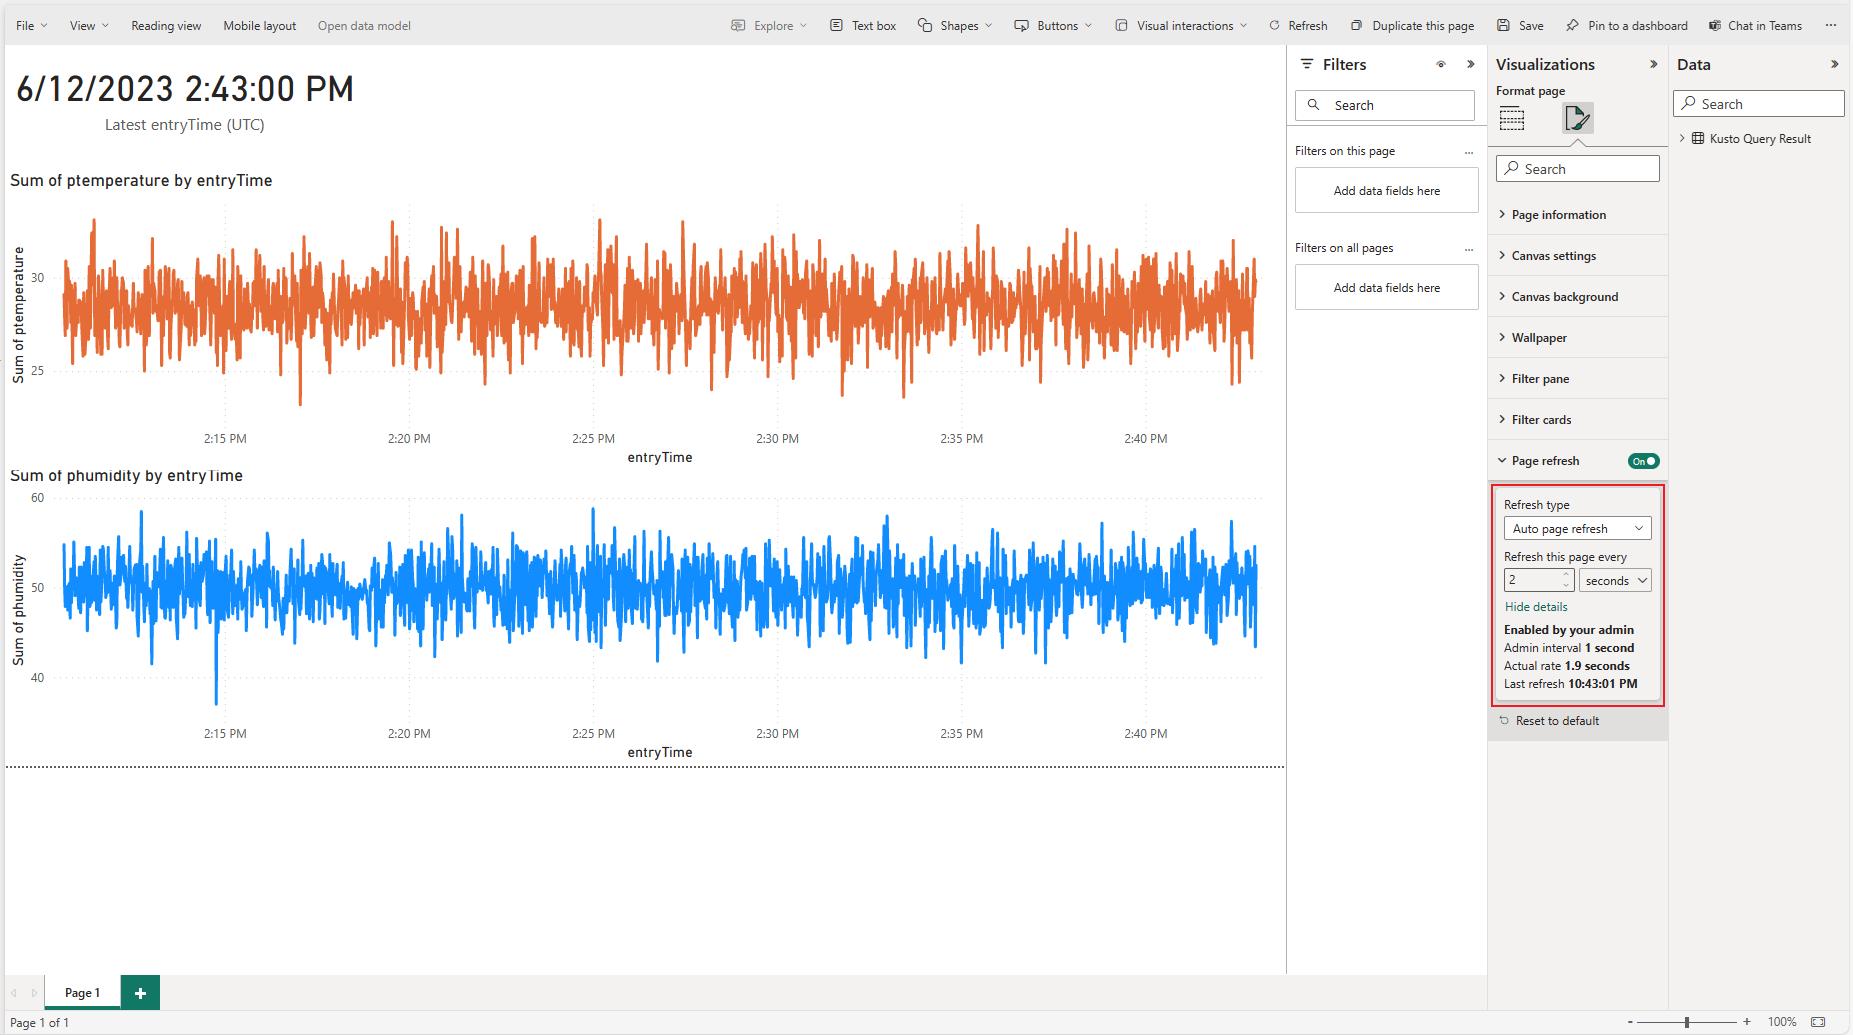 File View Reading view Mobile layout Open data model Explore Text box Shapes Buttons Visual interactions Refresh Duplicate this page Save Pin to a dashboard Chat in Teams ...
6/12/2023 2:43:00 PM
Latest entryTime (UTC)
Sum of ptemperature by entryTime
Sum of ptemperature
30
25
2:15 PM 2:20 PM 2:25 PM 2:30 PM 2:35 PM 2:40 PM
entryTime
Sum of phumidity by entryTime
Sum of phumidity
60
50
40
2:15 PM 2:20 PM 2:25 PM 2:30 PM 2:35 PM 2:40 PM
entryTime
Filters
Search
Filters on this page ...
Add data fields here
Filters on all pages ...
Add data fields here
Visualizations
Format page
Search
Page information
Canvas settings
Canvas background
Wallpaper
Filter pane
Filter cards
Page refresh On
Refresh type
Auto page refresh
Refresh this page every
2 seconds
Hide details
Enabled by your admin
Admin interval 1 second
Actual rate 1.9 seconds
Last refresh 10:43:01 PM
Reset to default
Data
Search
Kusto Query Result
Page 1 +
Page 1 of 1
- + 100%